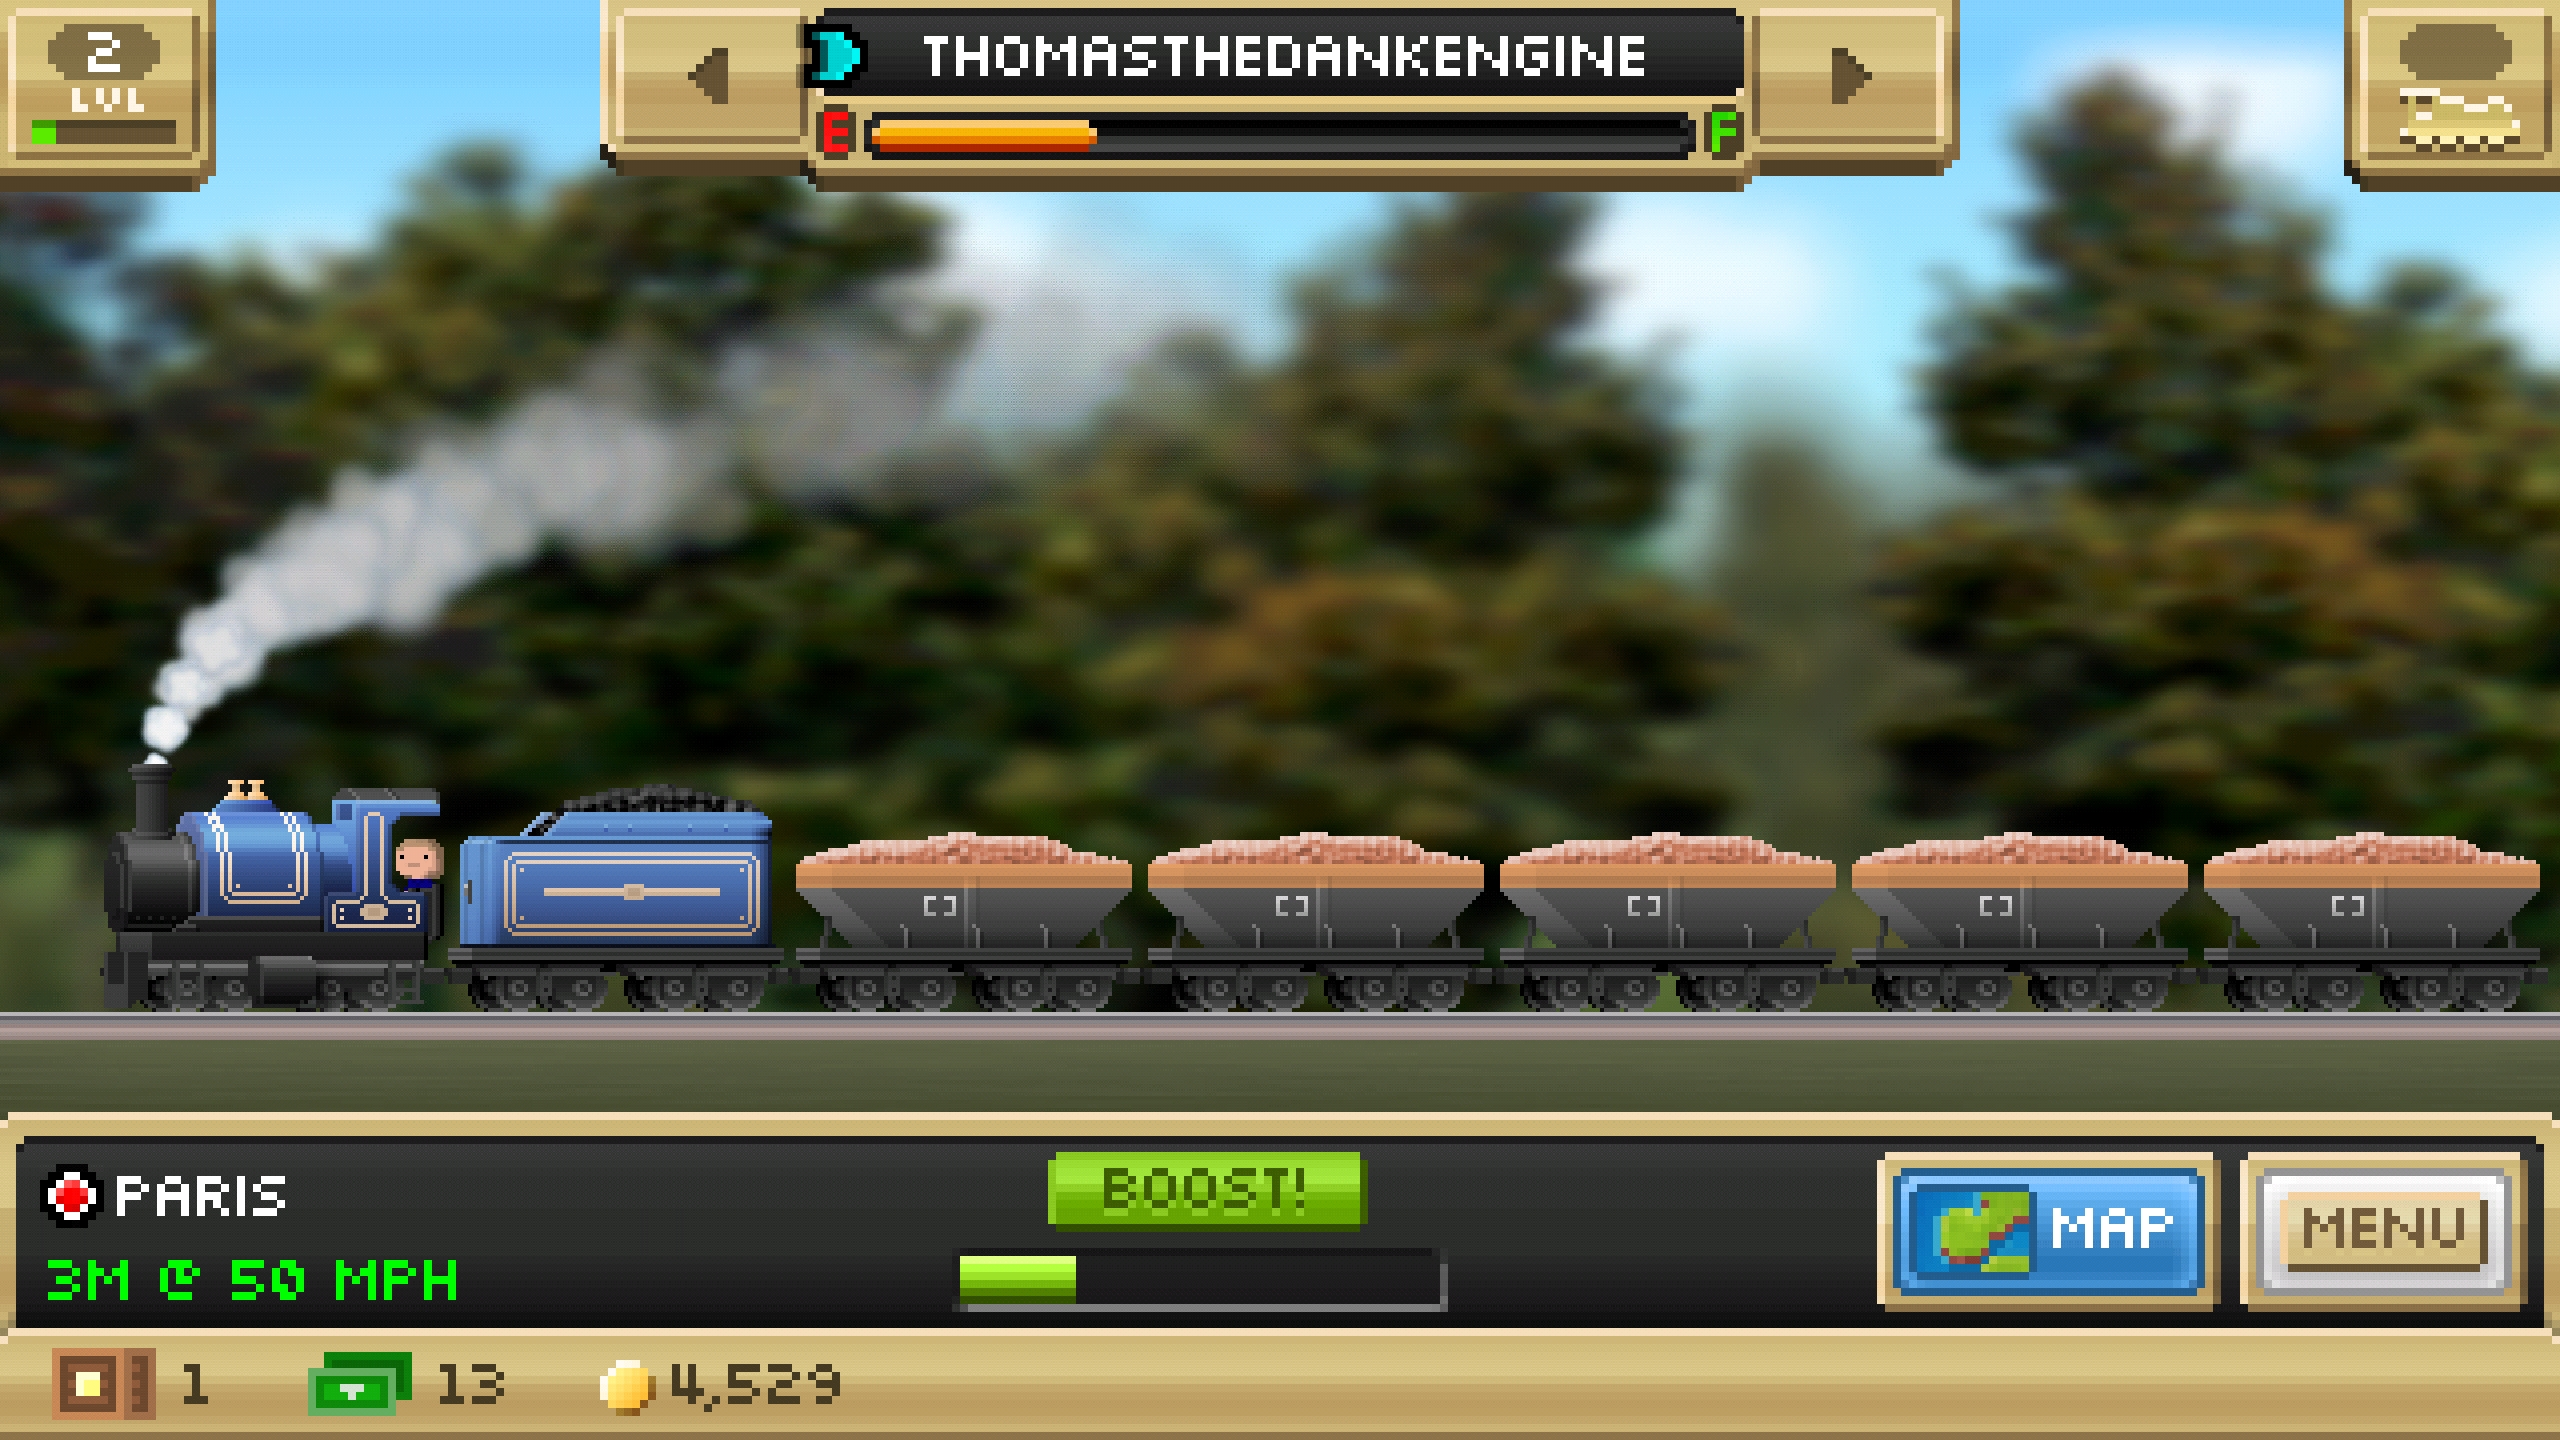 2
LVL
THOMASTHEDANKENGINE
E F
PARIS
3M @ 50 MPH
BOOST!
MAP
MENU
1
13
4,529